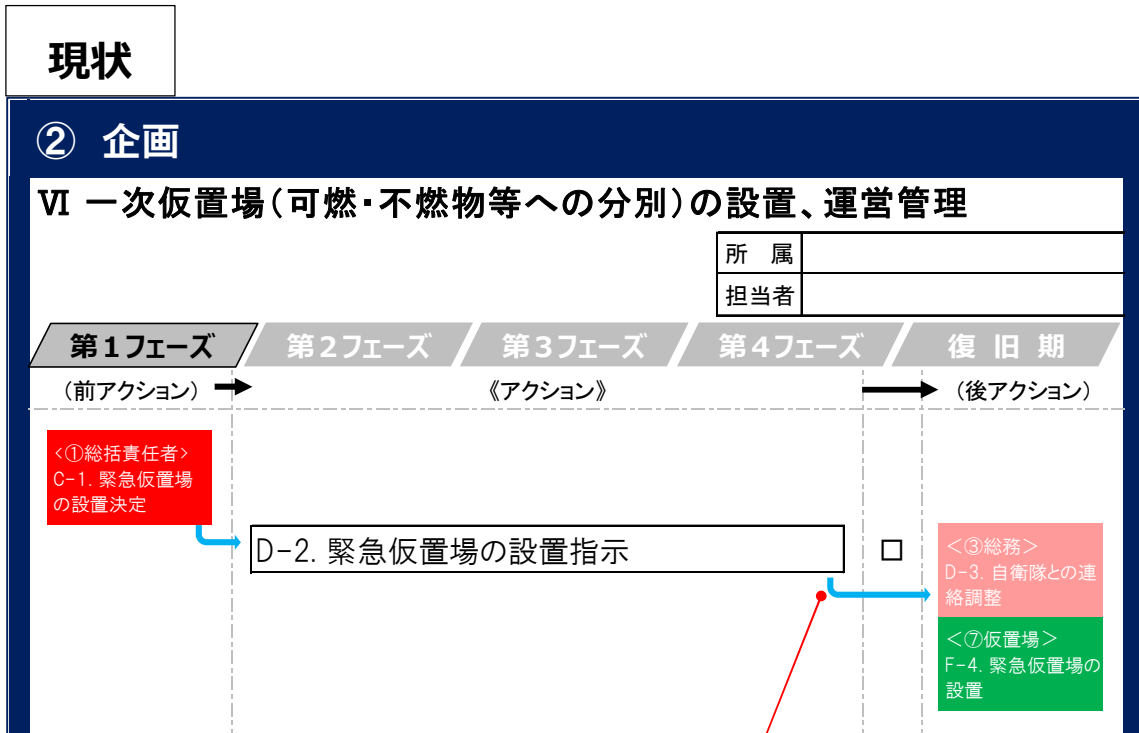 現状
② 企画
Ⅵ 一次仮置場(可燃・不燃物等への分別)の設置、運営管理
所 属
担当者
第1フェーズ 第2フェーズ 第3フェーズ 第4フェーズ 復 旧 期
(前アクション) 《アクション》 (後アクション)
<①総括責任者>
C-1. 緊急仮置場
の設置決定
D-2. 緊急仮置場の設置指示 □
<③総務>
D-3. 自衛隊との連
絡調整
<⑦仮置場>
F-4. 緊急仮置場の
設置